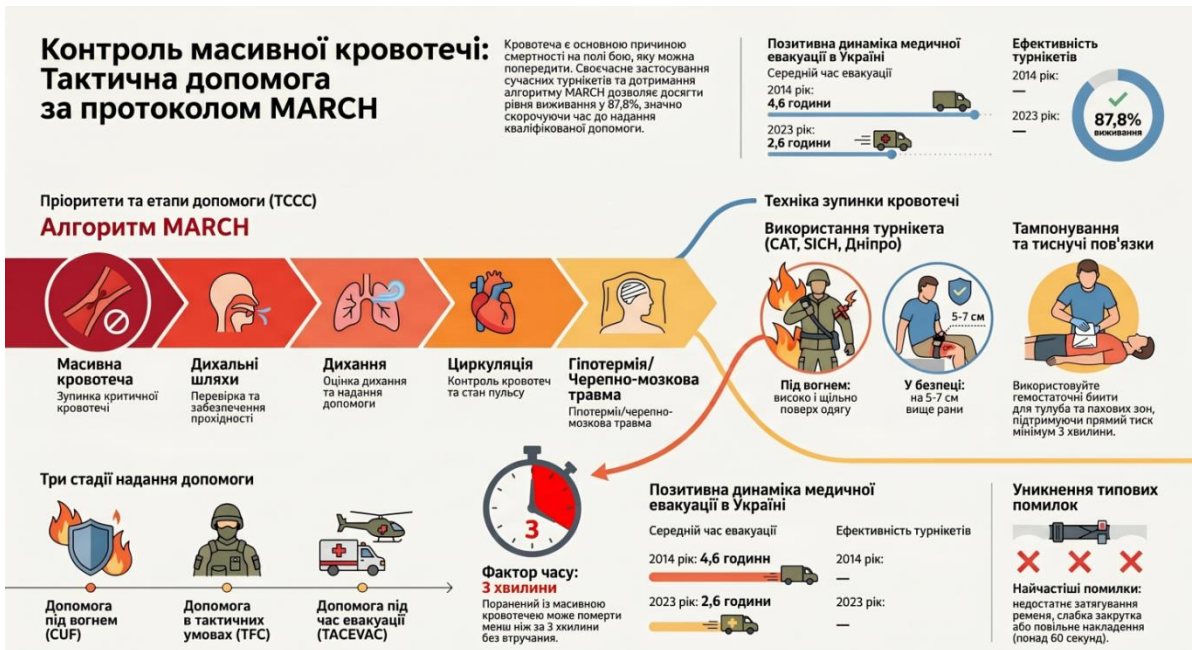 Контроль масивної кровотечі:
Тактична допомога
за протоколом MARCH
Кровотеча є основною причиною
смертності на полі бою, яку можна
попередити. Своєчасне застосування
сучасних турнікетів та дотримання
алгоритму MARCH дозволяє досягти
рівня виживання у 87,8%, значно
скорочуючи час до надання
кваліфікованої допомоги.
Позитивна динаміка медичної
евакуації в Україні
Середній час евакуації
2014 рік:
4,6 години
2023 рік:
2,6 години
Ефективність
турнікетів
2014 рік:
—
2023 рік:
—
87,8%
виживання
Пріоритети та етапи допомоги (TCCC)
Алгоритм MARCH
Масивна
кровотеча
Зупинка критичної
кровотечі
Дихальні
шляхи
Перевірка та
забезпечення
прохідності
Дихання
Оцінка дихання
та надання
допомоги
Циркуляція
Контроль кровотеч
та стан пульсу
Гіпотермія/
Черепно-мозкова
травма
Гіпотермії/черепно-
мозкова травма
Техніка зупинки кровотечі
Використання турнікета
(CAT, SICH, Дніпро)
Під вогнем:
високо і щільно
поверх одягу
5-7 см
У безпеці:
на 5-7 см
вище рани
Тампонування
та тиснучі пов'язки
Використовуйте
гемостатичні биити
для тулуба та пахових зон,
підтримуючи прямий тиск
мінімум 3 хвилини.
Три стадії надання допомоги
Допомога
під вогнем
(CUF)
Допомога
в тактичних
умовах (TFC)
Допомога під
час евакуації
(TACEVAC)
3
Фактор часу:
3 хвилини
Поранений із масивною
кровотечею може померти
менш ніж за 3 хвилини
без втручання.
Позитивна динаміка медичної
евакуації в Україні
Середній час евакуації
2014 рік: 4,6 годинн
2023 рік: 2,6 години
Ефективність турнікетів
2014 рік:
—
2023 рік:
—
Уникнення типових
помилок
Найчастіші помилки:
недостатнє затягування
ременя, слабка закрутка
або повільне накладення
(понад 60 секунд).